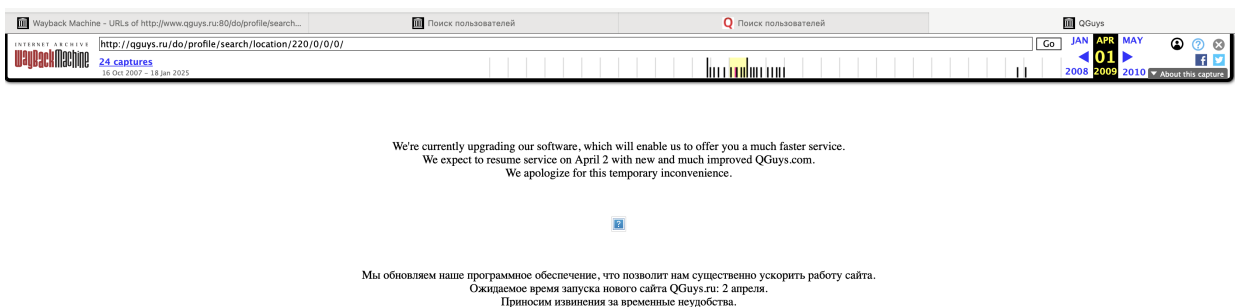 Wayback Machine - URLs of http://www.qguys.ru:80/do/profile/search...
Поиск пользователей
Поиск пользователей
QGuys
INTERNET ARCHIVE
WayBackMachine
http://qguys.ru/do/profile/search/location/220/0/0/0/
Go
JAN APR MAY
24 captures
01
16 Oct 2007 – 18 Jan 2025
2008 2009 2010
▼ About this capture
We're currently upgrading our software, which will enable us to offer you a much faster service.
We expect to resume service on April 2 with new and much improved QGuys.com.
We apologize for this temporary inconvenience.
Мы обновляем наше программное обеспечение, что позволит нам существенно ускорить работу сайта.
Ожидаемое время запуска нового сайта QGuys.ru: 2 апреля.
Приносим извинения за временные неудобства.